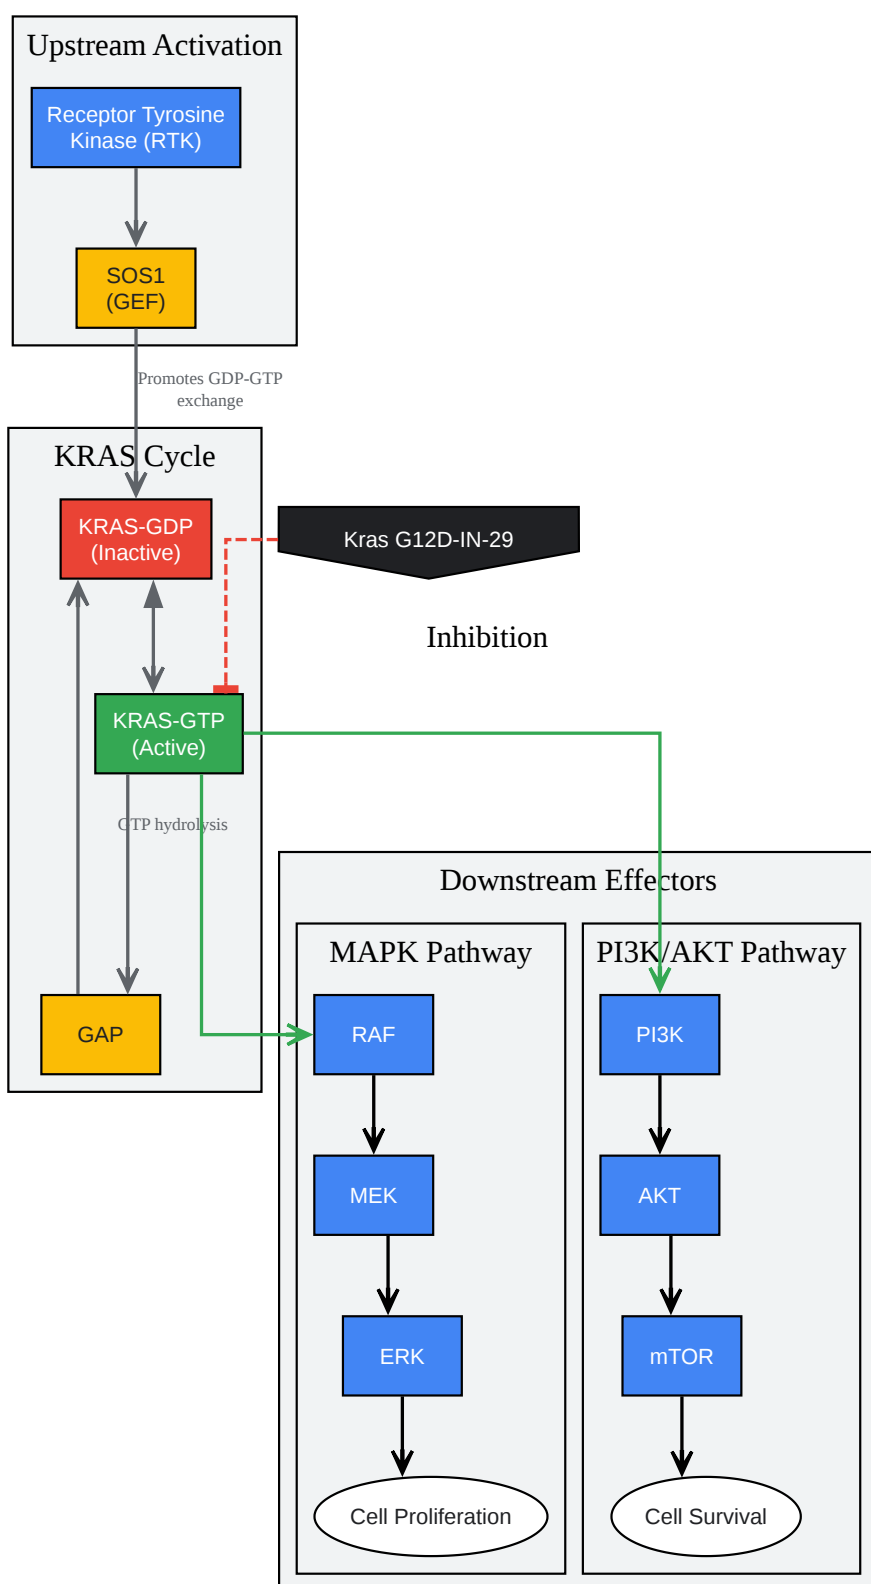 Upstream Activation
Receptor Tyrosine
Kinase (RTK)
SOS1
(GEF)
Promotes GDP-GTP
exchange
KRAS Cycle
KRAS-GDP
(Inactive)
Kras G12D-IN-29
Inhibition
KRAS-GTP
(Active)
GTP hydrolysis
GAP
Downstream Effectors
MAPK Pathway
RAF
MEK
ERK
Cell Proliferation
PI3K/AKT Pathway
PI3K
AKT
mTOR
Cell Survival